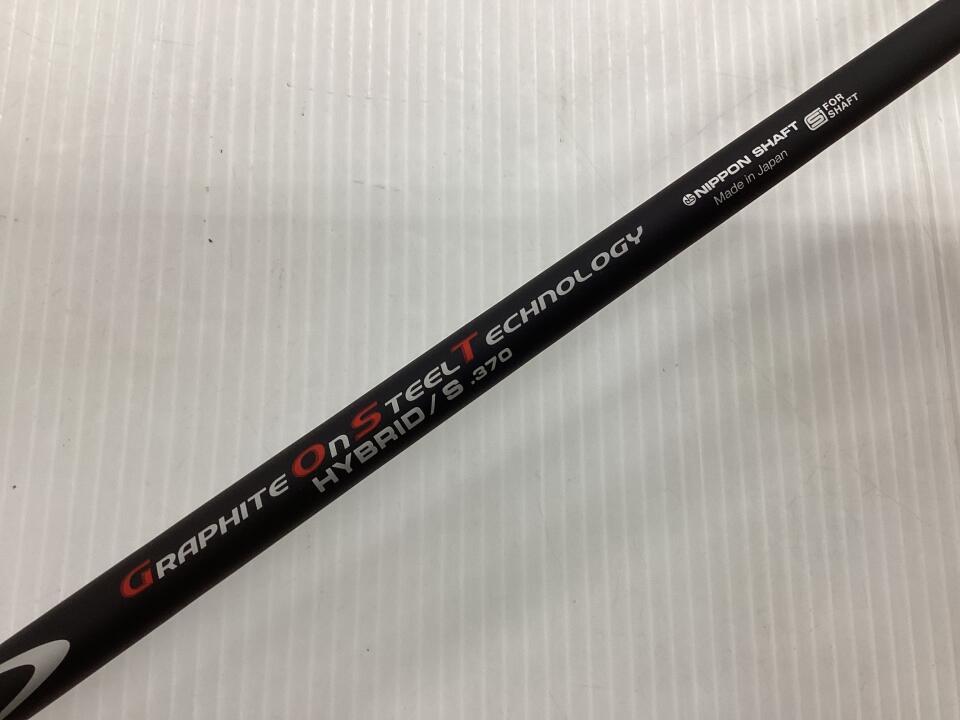 GRAPHITE On STEEL TECHNOLOGY
HYBRID / S .370
NIPPON SHAFT
Made in Japan
S FOR
SHAFT